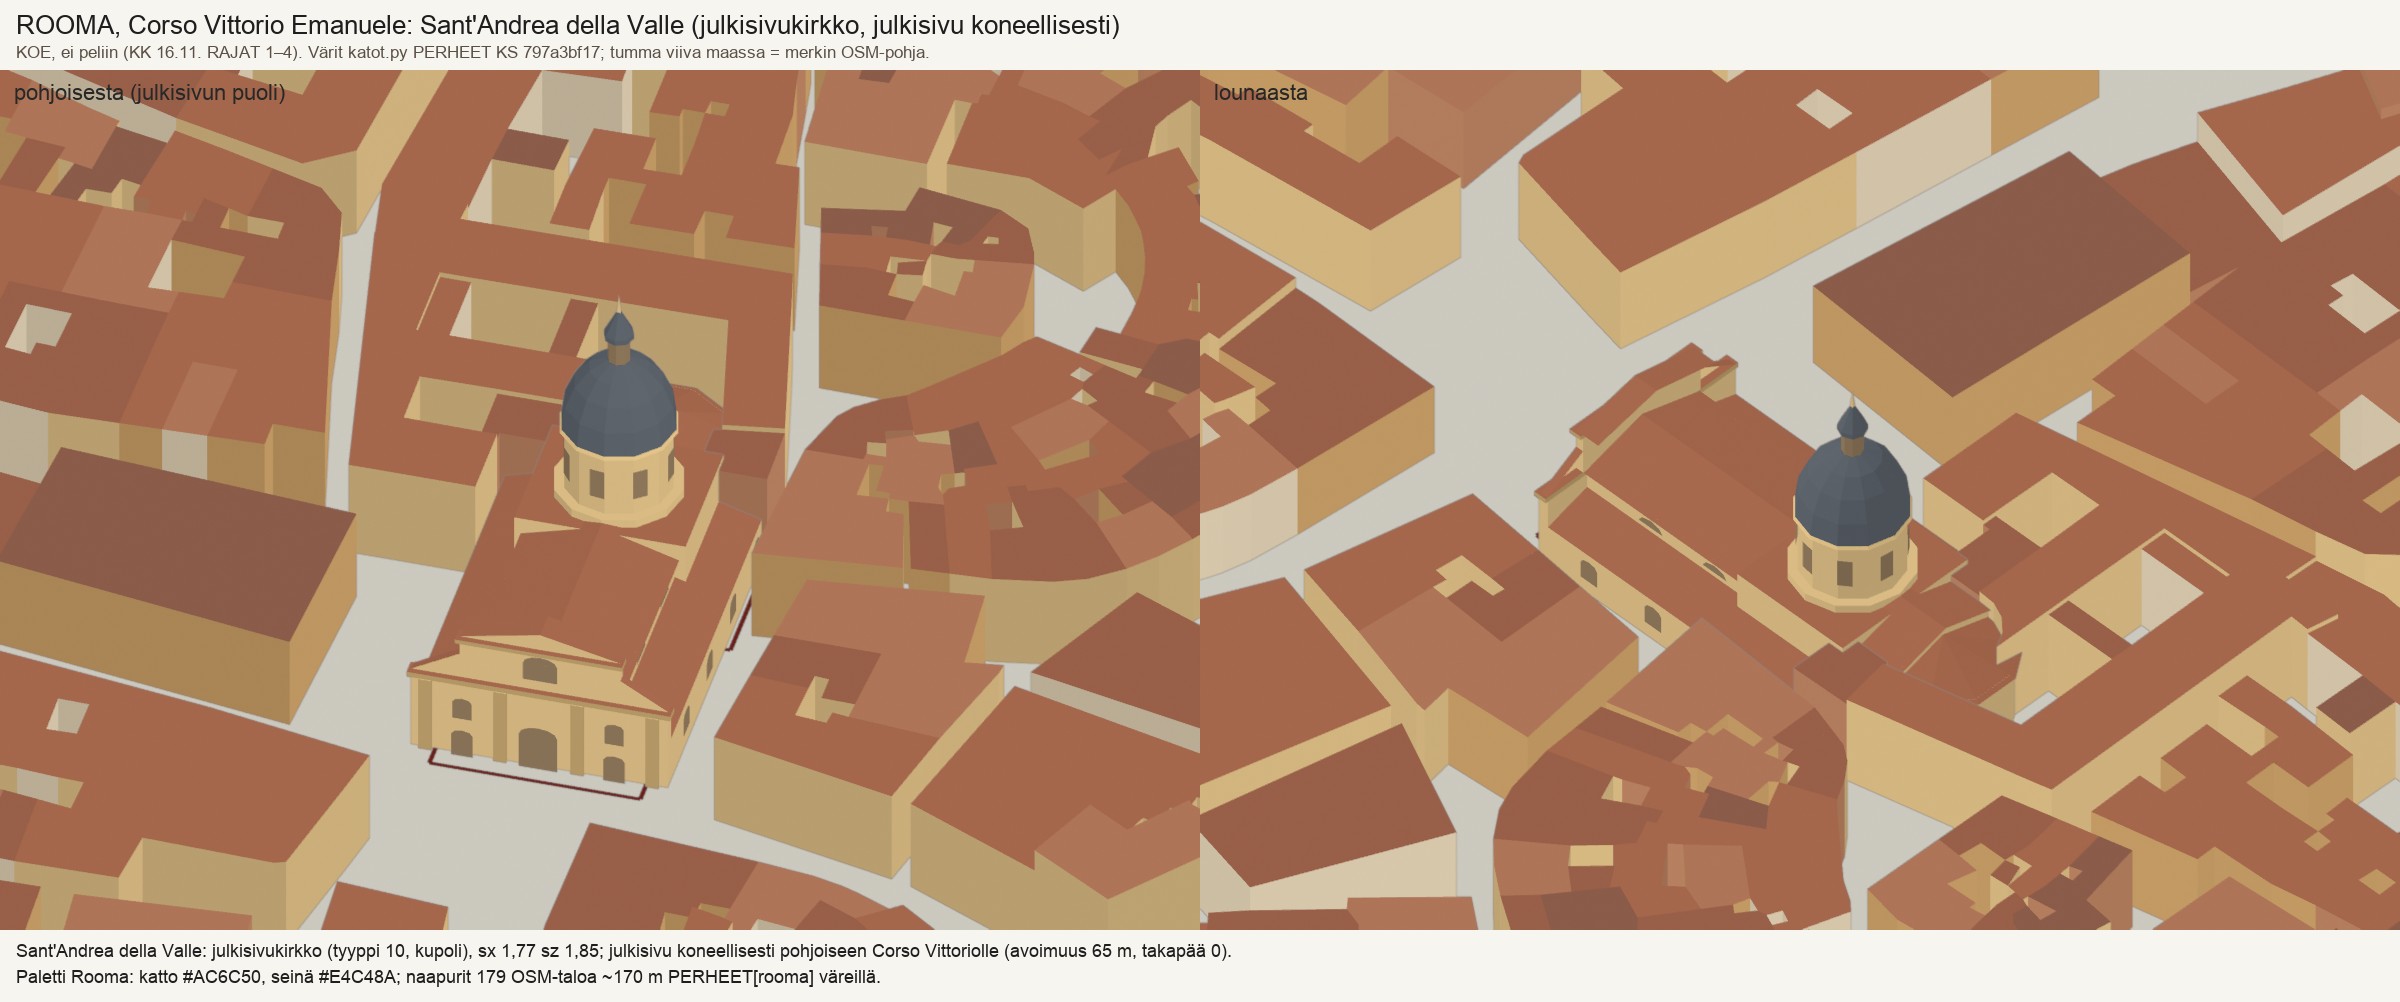 ROOMA, Corso Vittorio Emanuele: Sant'Andrea della Valle (julkisivukirkko, julkisivu koneellisesti)
KOE, ei peliin (KK 16.11. RAJAT 1–4). Värit katot.py PERHEET KS 797a3bf17; tumma viiva maassa = merkin OSM-pohja.
pohjoisesta (julkisivun puoli)
lounaasta
Sant'Andrea della Valle: julkisivukirkko (tyyppi 10, kupoli), sx 1,77 sz 1,85; julkisivu koneellisesti pohjoiseen Corso Vittoriolle (avoimuus 65 m, takapää 0).
Paletti Rooma: katto #AC6C50, seinä #E4C48A; naapurit 179 OSM-taloa ~170 m PERHEET[rooma] väreillä.